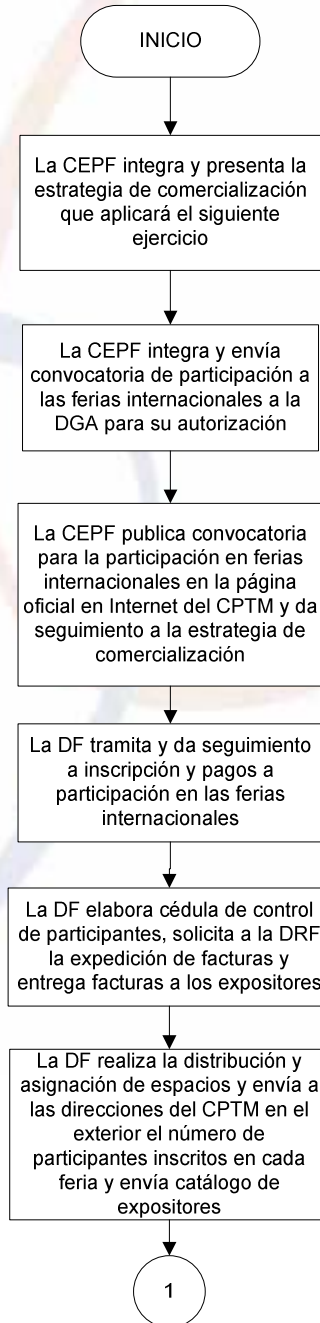 INICIO
La CEPF integra y presenta la
estrategia de comercialización
que aplicará el siguiente
ejercicio
La CEPF integra y envía
convocatoria de participación a
las ferias internacionales a la
DGA para su autorización
La CEPF publica convocatoria
para la participación en ferias
internacionales en la página
oficial en Internet del CPTM y da
seguimiento a la estrategia de
comercialización
La DF tramita y da seguimiento
a inscripción y pagos a
participación en las ferias
internacionales
La DF elabora cédula de control
de participantes, solicita a la DRF
la expedición de facturas y
entrega facturas a los expositores
La DF realiza la distribución y
asignación de espacios y envía a
las direcciones del CPTM en el
exterior el número de
participantes inscritos en cada
feria y envía catálogo de
expositores
1